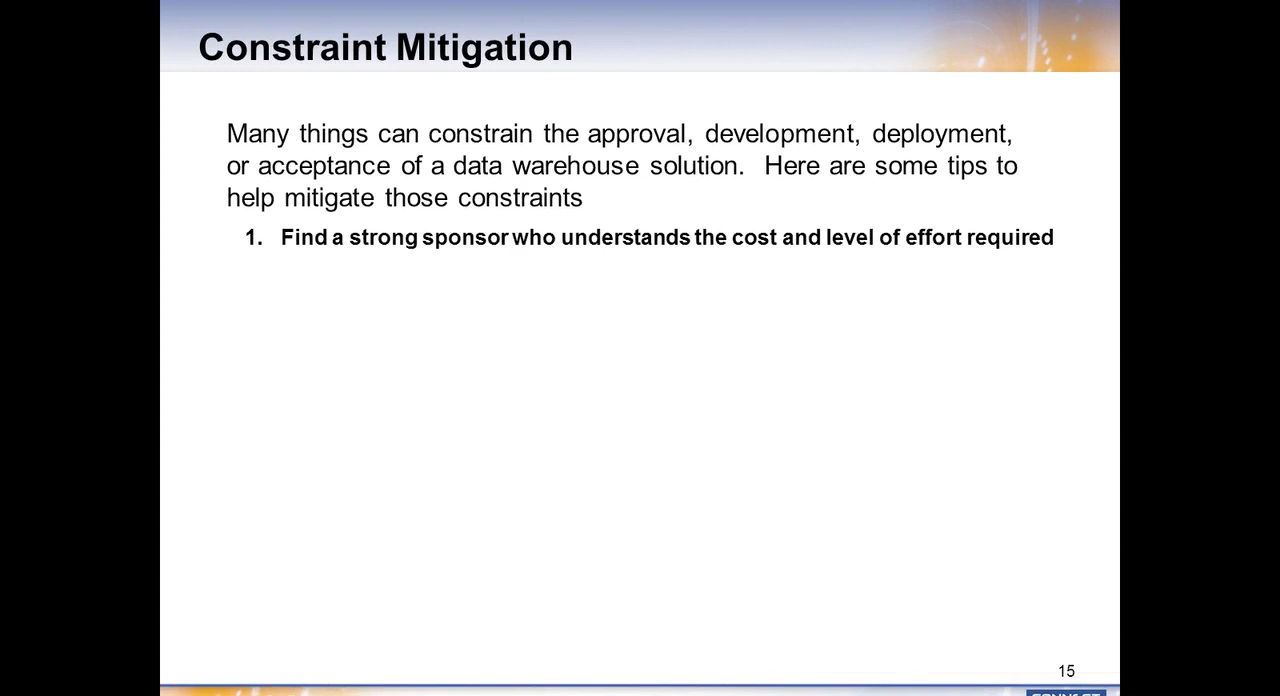 Constraint Mitigation
Many things can constrain the approval, development, deployment,
or acceptance of a data warehouse solution. Here are some tips to
help mitigate those constraints
1. Find a strong sponsor who understands the cost and level of effort required
15